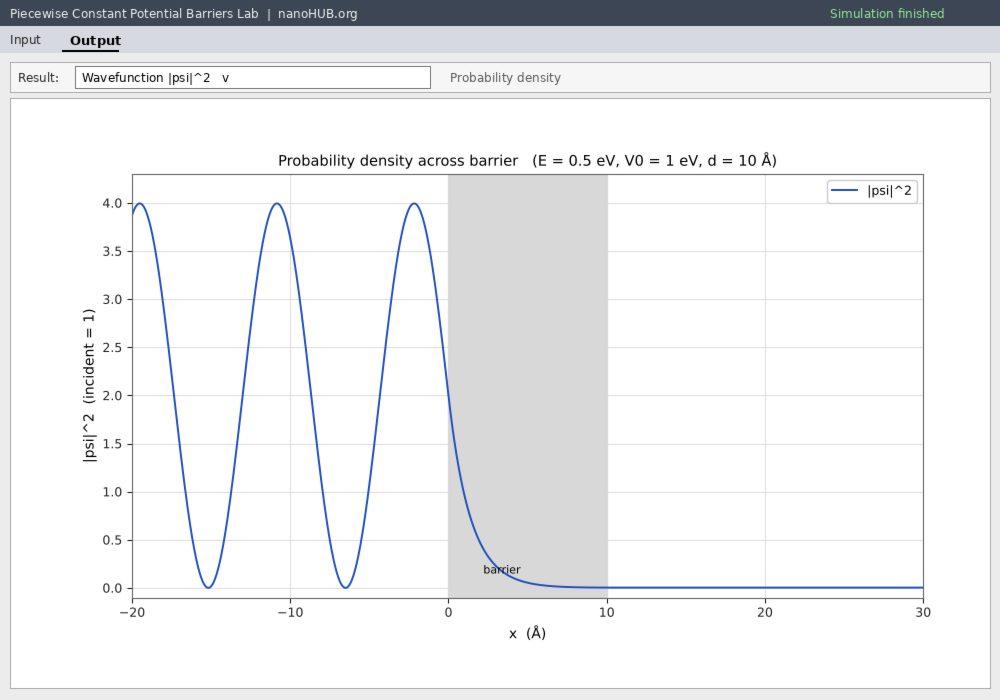 Piecewise Constant Potential Barriers Lab | nanoHUB.org
Simulation finished
Input
Output
Result:
Wavefunction |psi|^2 v
Probability density
Probability density across barrier (E = 0.5 eV, V0 = 1 eV, d = 10 Å)
|psi|^2
|psi|^2 (incident = 1)
4.0
3.5
3.0
2.5
2.0
1.5
1.0
0.5
0.0
barrier
−20
−10
0
10
20
30
x (Å)